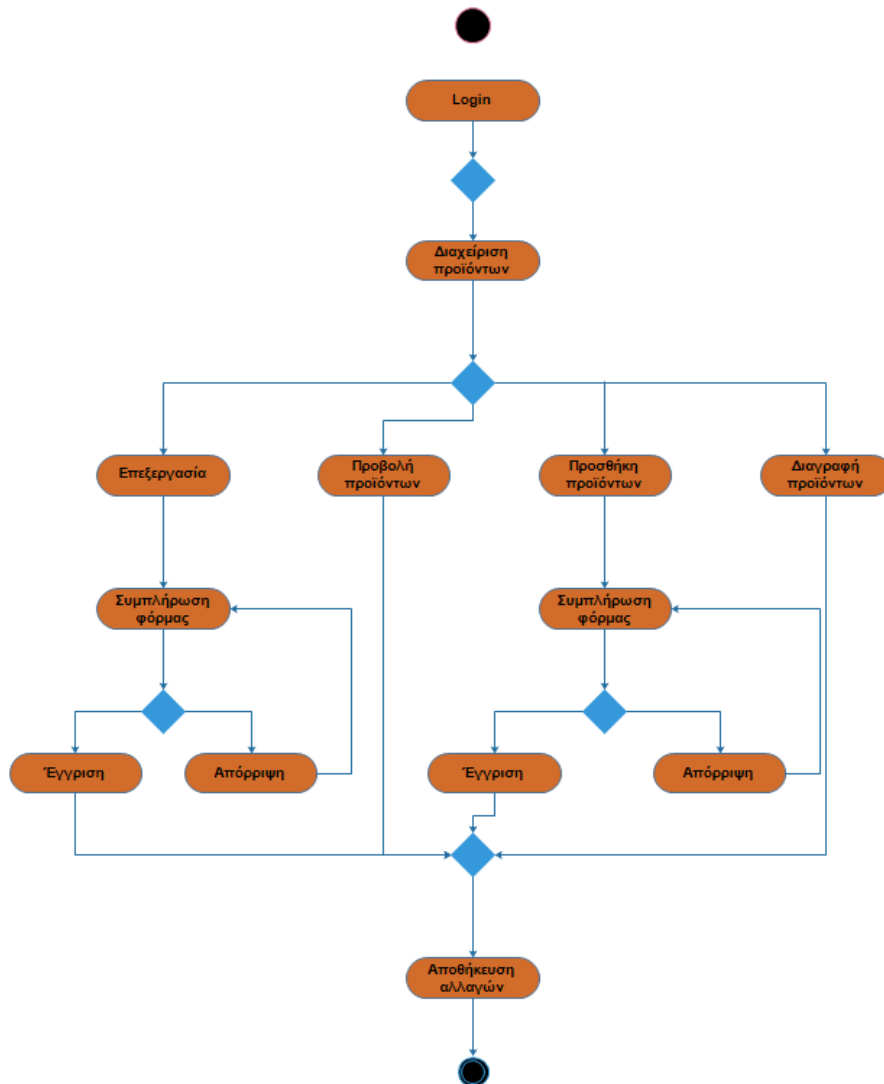 Login
Διαχείριση
προϊόντων
Επεξεργασία
Προβολή
προϊόντων
Προσθήκη
προϊόντων
Διαγραφή
προϊόντων
Συμπλήρωση
φόρμας
Συμπλήρωση
φόρμας
Έγγριση
Απόρριψη
Έγγριση
Απόρριψη
Αποθήκευση
αλλαγών